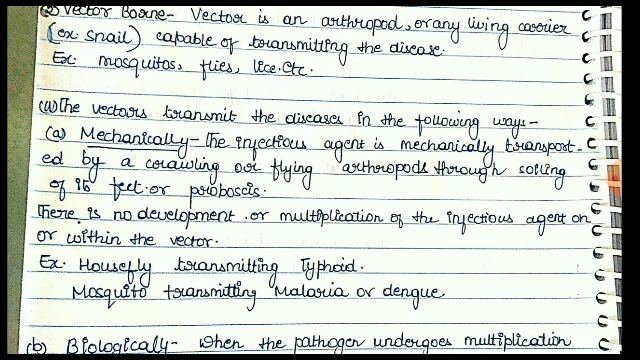 Vector Borne- Vector is an arthropod, or any living carrier
(ex. snail) capable of transmitting the disease.
Ex: mosquitos, flies, lice.etc.
The vectors transmit the diseases in the following ways-
(a) Mechanically- The infectious agent is mechanically transport-
ed by a crawling or flying arthropods through soiling
of its feet or proboscis.
There is no development or multiplication of the infectious agent on
or within the vector.
Ex. Housefly transmitting Typhoid.
Mosquito transmitting Malaria or dengue
(b) Biologicaly- When the pathogen undergoes multiplication